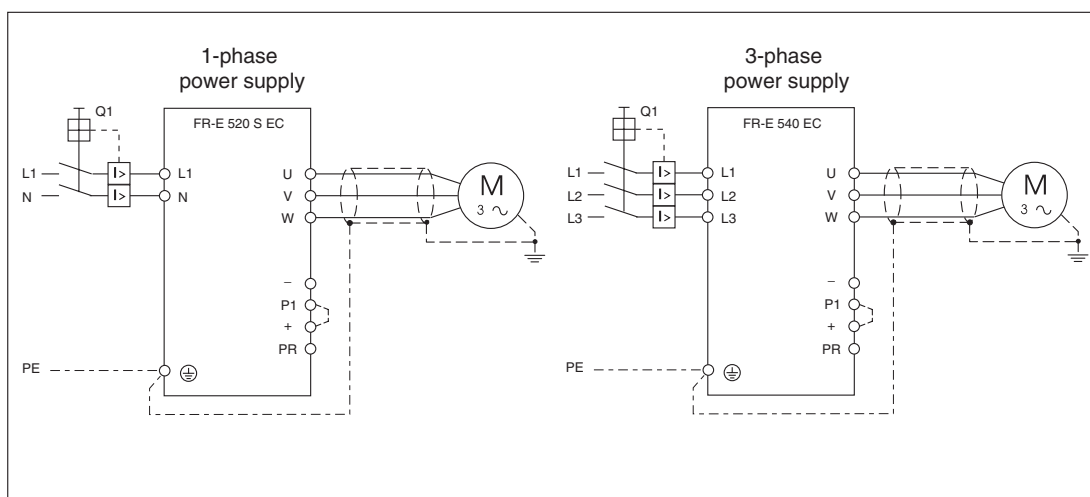 1-phase
power supply
Q1
FR-E 520 S EC
L1
I>
L1
N
I>
N
U
V
W
M
3 ~
−
P1
+
PR
PE
3-phase
power supply
Q1
FR-E 540 EC
L1
I>
L1
L2
I>
L2
L3
I>
L3
U
V
W
M
3 ~
−
P1
+
PR
PE